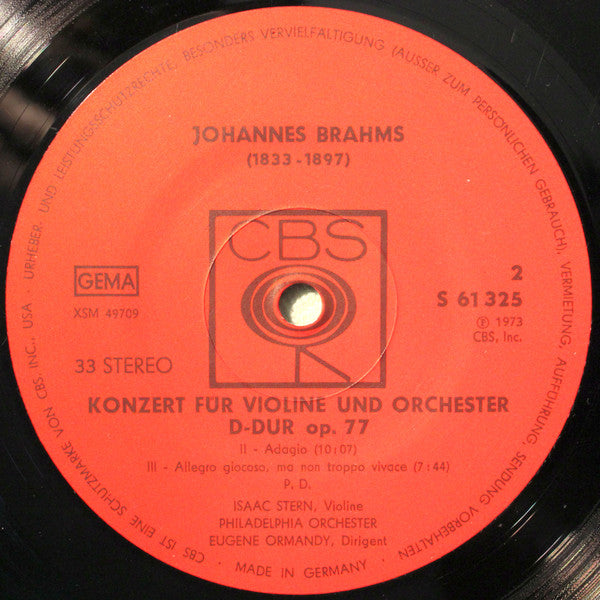 JOHANNES BRAHMS
(1833 - 1897)
CBS
GEMA
XSM 49709
2
S 61 325
℗ 1973
CBS, Inc.
33 STEREO
KONZERT FÜR VIOLINE UND ORCHESTER
D-DUR op. 77
II - Adagio (10:07)
III - Allegro giocoso, ma non troppo vivace (7:44)
P. D.
ISAAC STERN, Violine
PHILADELPHIA ORCHESTER
EUGENE ORMANDY, Dirigent
MADE IN GERMANY
CBS IST EINE SCHUTZMARKE VON CBS, INC., USA URHEBER- UND LEISTUNGSSCHUTZRECHTE, BESONDERS VERVIELFÄLTIGUNG (AUSSER ZUM PERSÖNLICHEN GEBRAUCH), VERMIETUNG, AUFFÜHRUNG, SENDUNG VORBEHALTEN